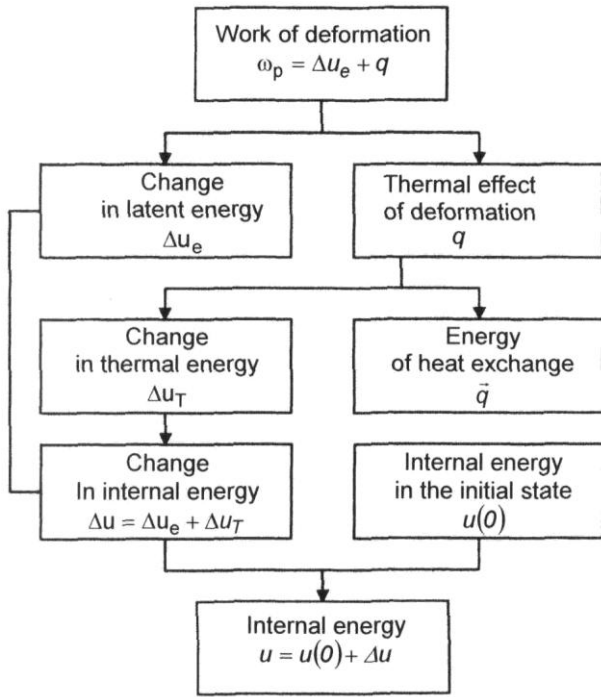 Work of deformation
ωp = Δue + q
Change
in latent energy
Δue
Thermal effect
of deformation
q
Change
in thermal energy
ΔuT
Energy
of heat exchange
q⃗
Change
In internal energy
Δu = Δue + ΔuT
Internal energy
in the initial state
u(0)
Internal energy
u = u(0) + Δu